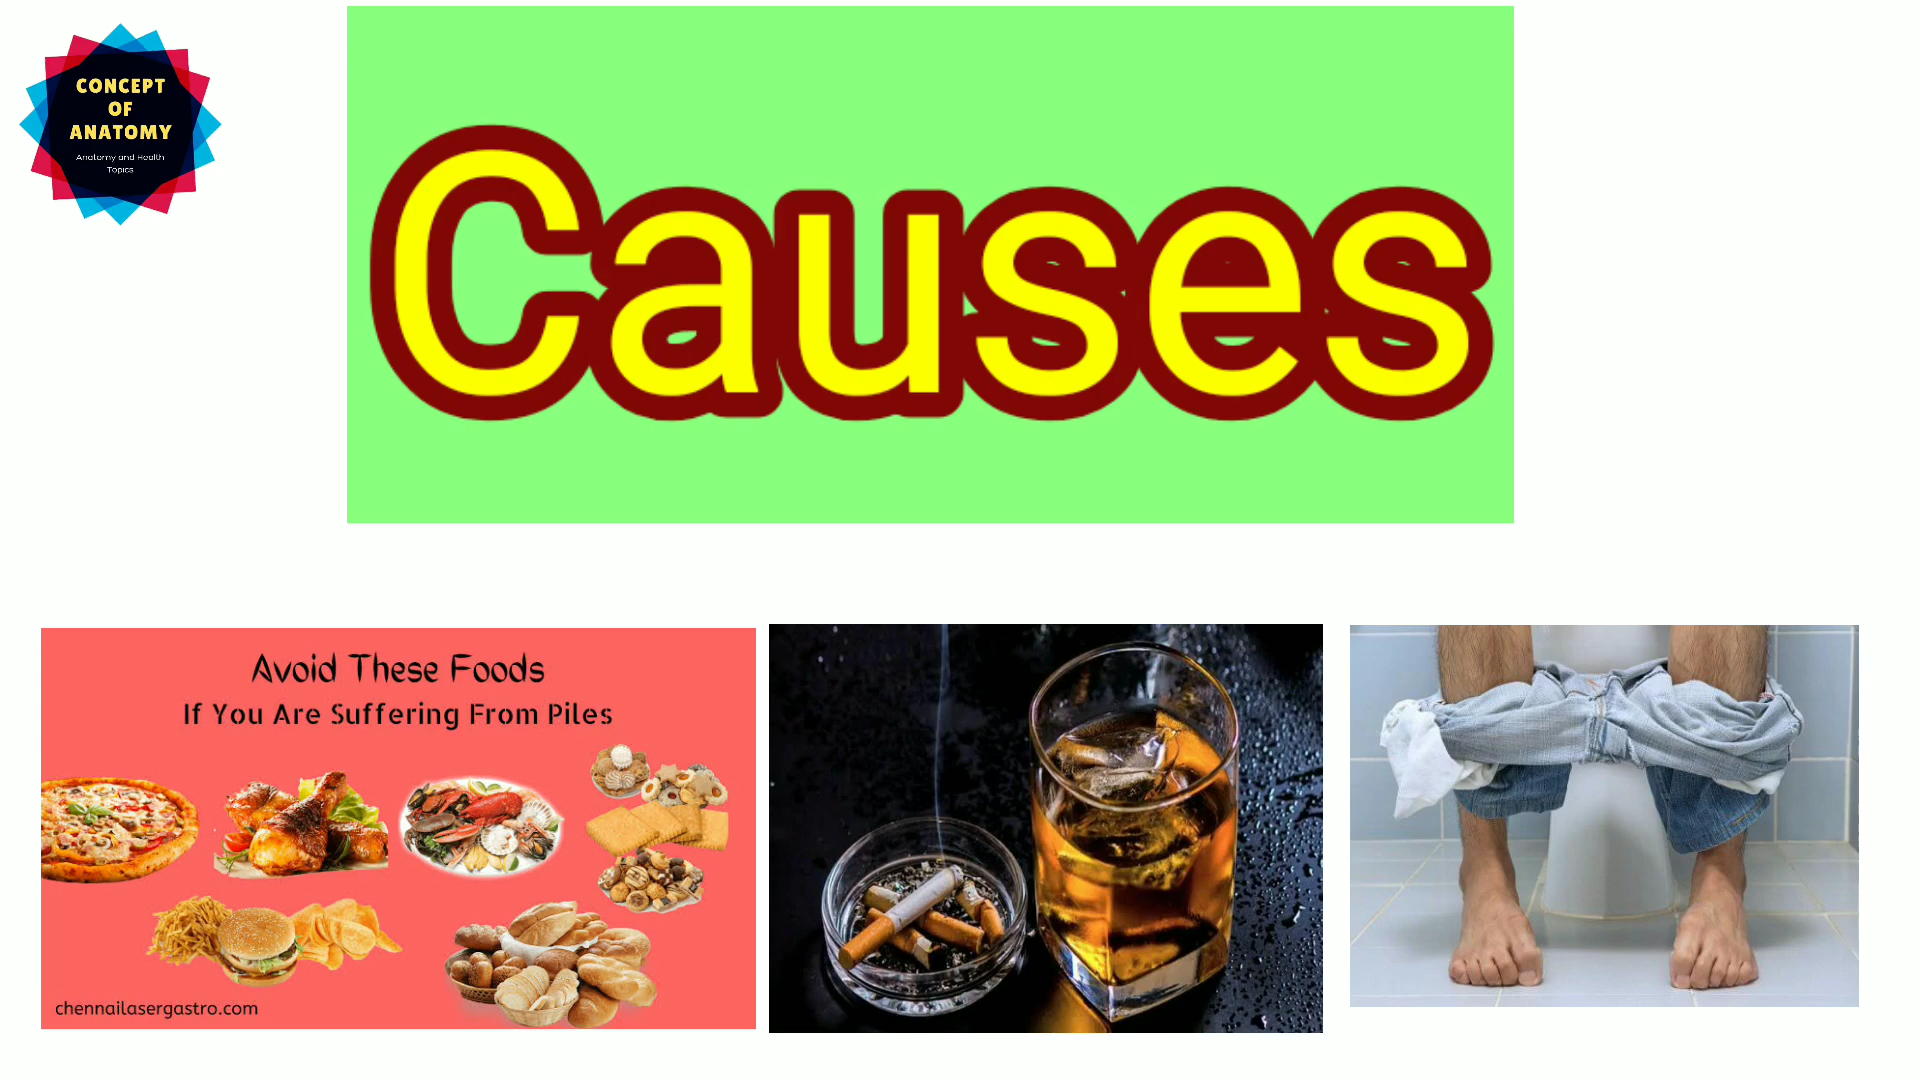 CONCEPT
OF
ANATOMY
Anatomy and Health
Topics
Causes
Avoid These Foods
If You Are Suffering From Piles
chennailasergastro.com